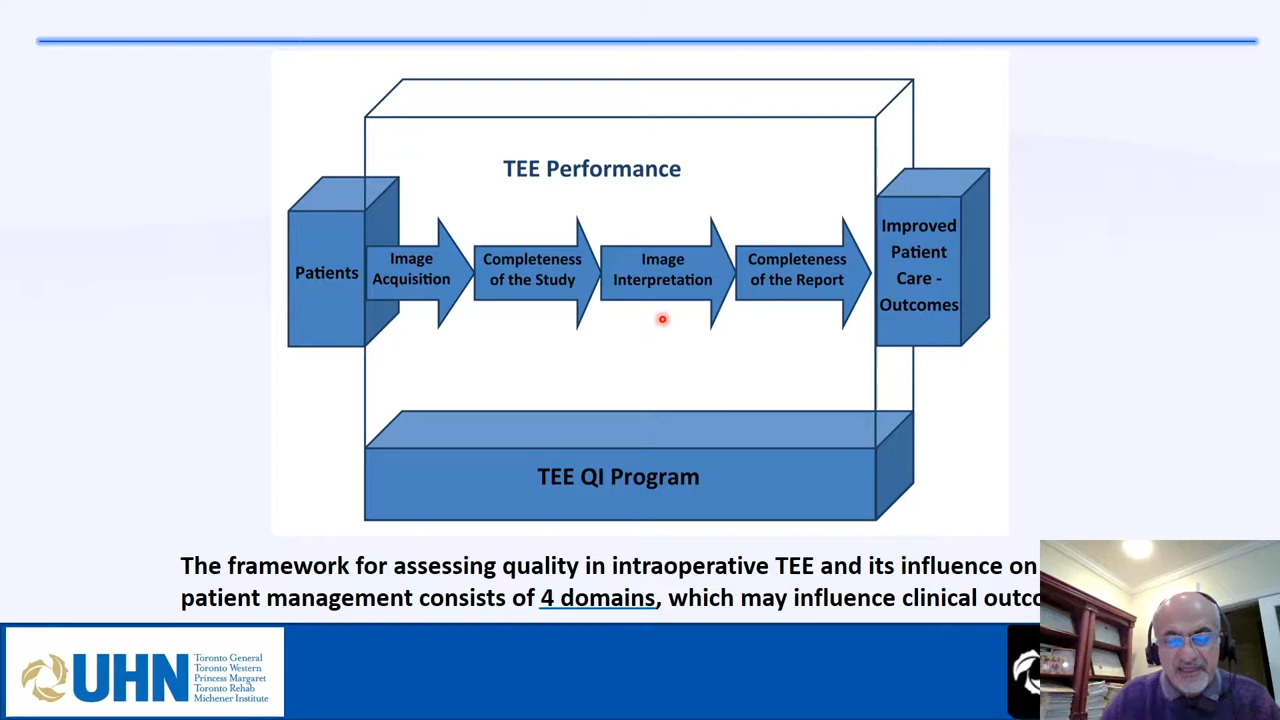 TEE Performance
Patients
Image
Acquisition
Completeness
of the Study
Image
Interpretation
Completeness
of the Report
Improved
Patient
Care -
Outcomes
TEE QI Program
The framework for assessing quality in intraoperative TEE and its influence on
patient management consists of 4 domains, which may influence clinical
UHN
Toronto General
Toronto Western
Princess Margaret
Toronto Rehab
Michener Institute